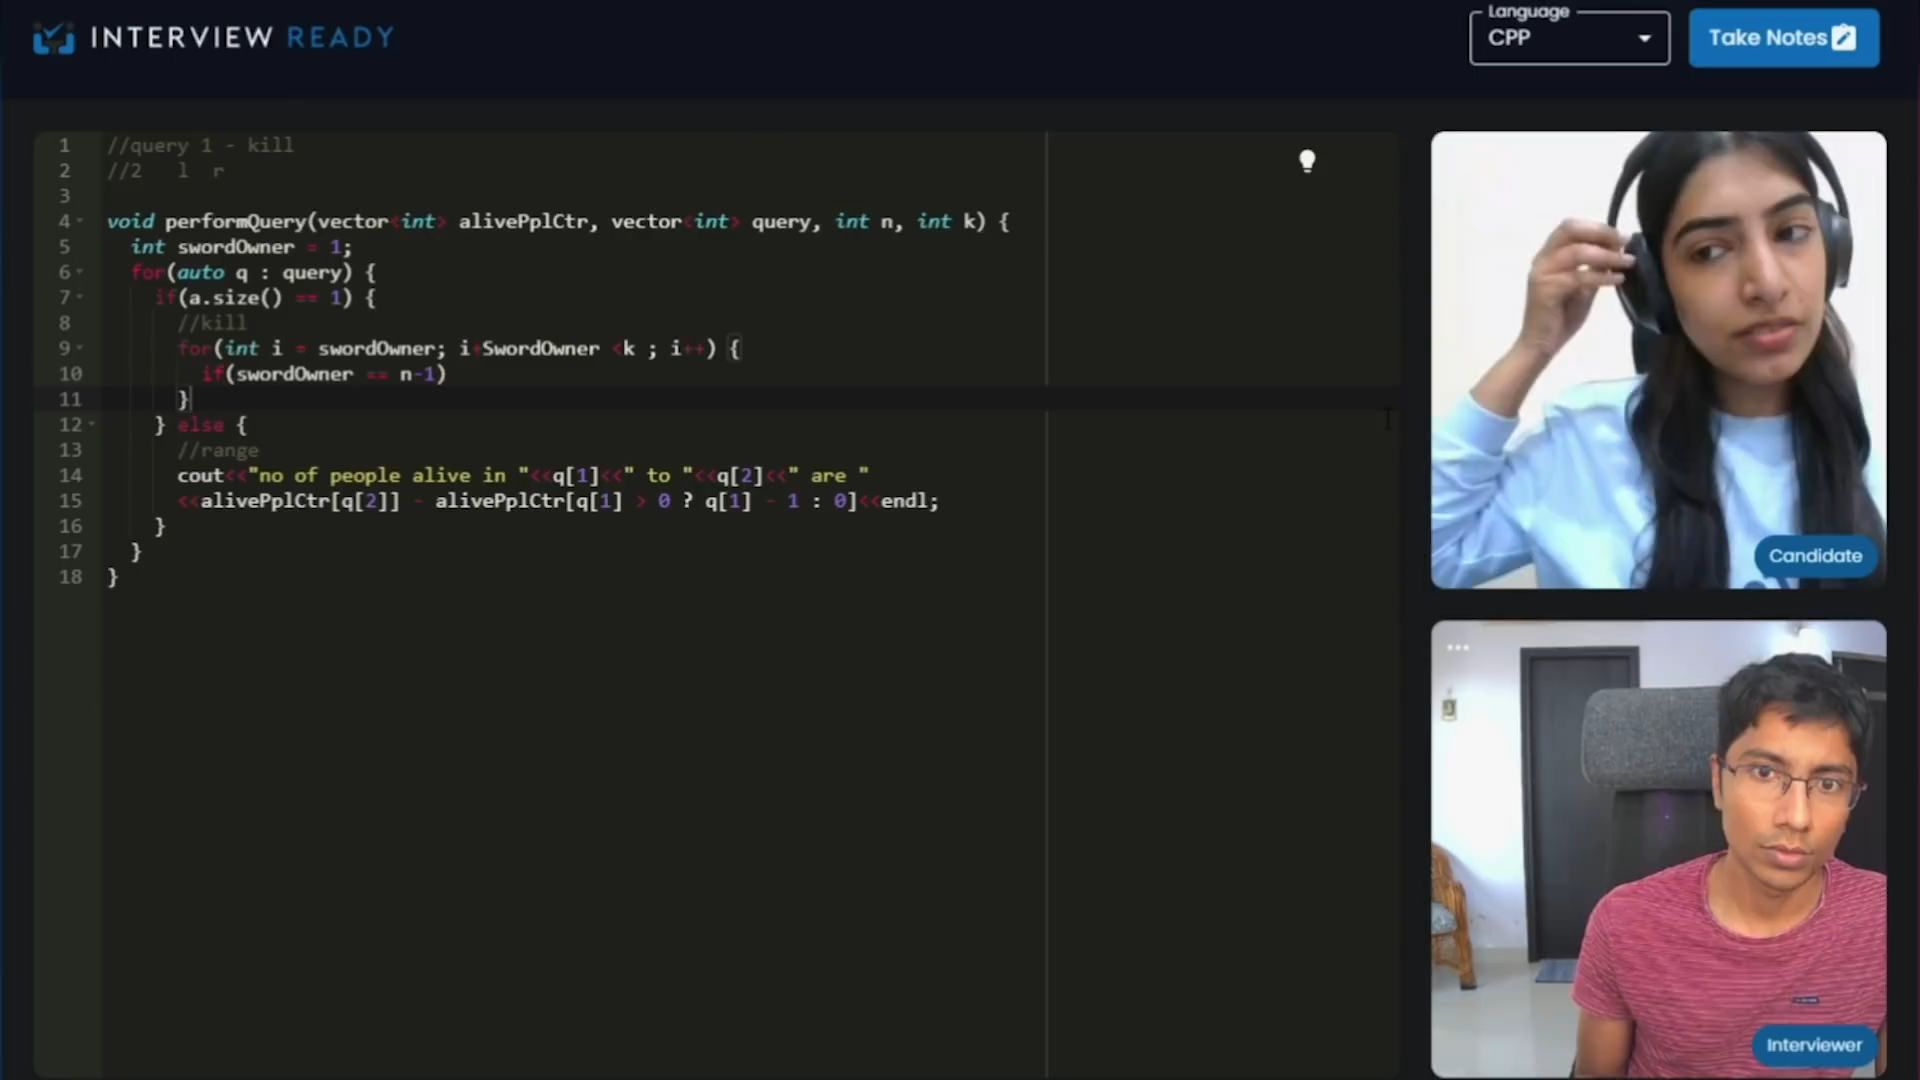 INTERVIEW READY
Language
CPP
Take Notes
1 //query 1 - kill
2 //2   l  r
3
4 void performQuery(vector<int> alivePplCtr, vector<int> query, int n, int k) {
5   int swordOwner = 1;
6   for(auto q : query) {
7     if(a.size() == 1) {
8       //kill
9       for(int i = swordOwner; i+SwordOwner <k ; i++) {
10         if(swordOwner == n-1)
11       }
12     } else {
13       //range
14       cout<<"no of people alive in "<<q[1]<<" to "<<q[2]<<" are "
15       <<alivePplCtr[q[2]] - alivePplCtr[q[1] > 0 ? q[1] - 1 : 0]<<endl;
16     }
17   }
18 }
Candidate
Interviewer